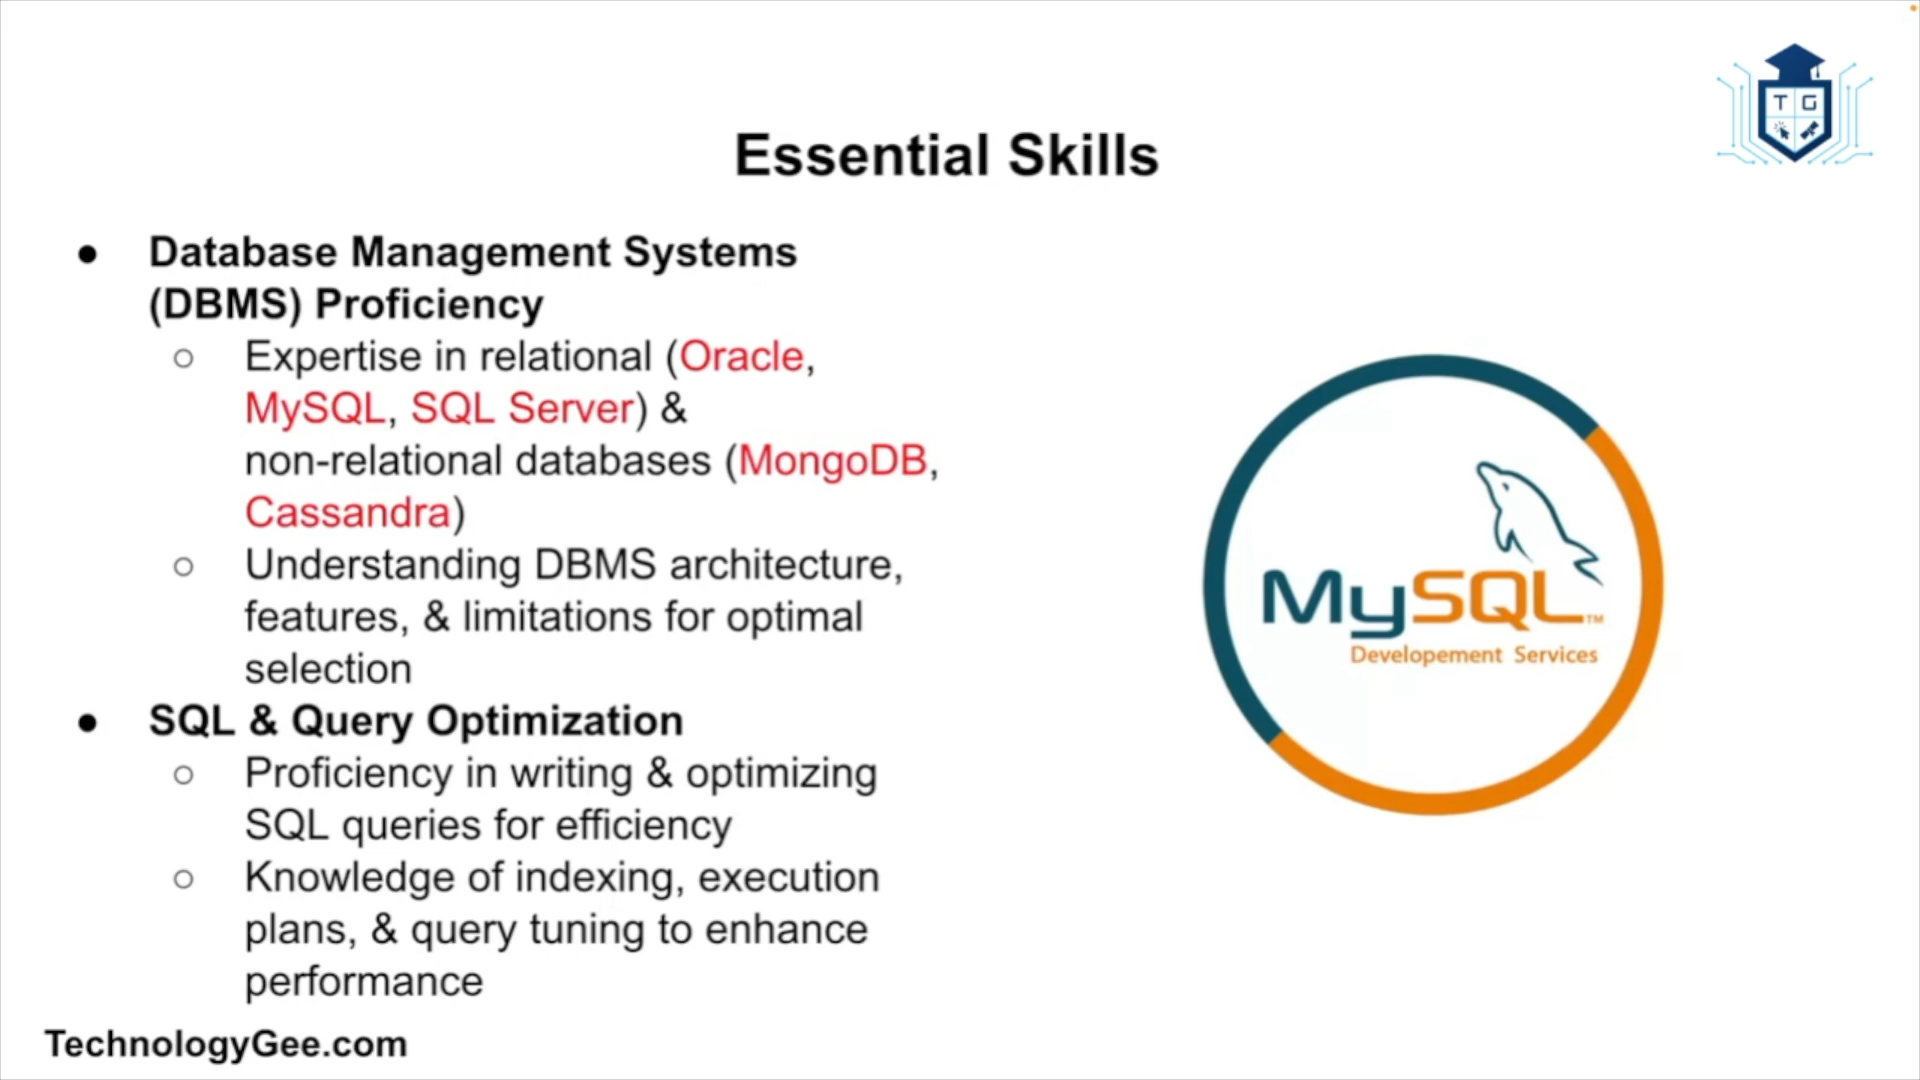 T G
Essential Skills
● Database Management Systems
(DBMS) Proficiency
○ Expertise in relational (Oracle,
MySQL, SQL Server) &
non-relational databases (MongoDB,
Cassandra)
○ Understanding DBMS architecture,
features, & limitations for optimal
selection
● SQL & Query Optimization
○ Proficiency in writing & optimizing
SQL queries for efficiency
○ Knowledge of indexing, execution
plans, & query tuning to enhance
performance
MySQL™
Developement Services
TechnologyGee.com